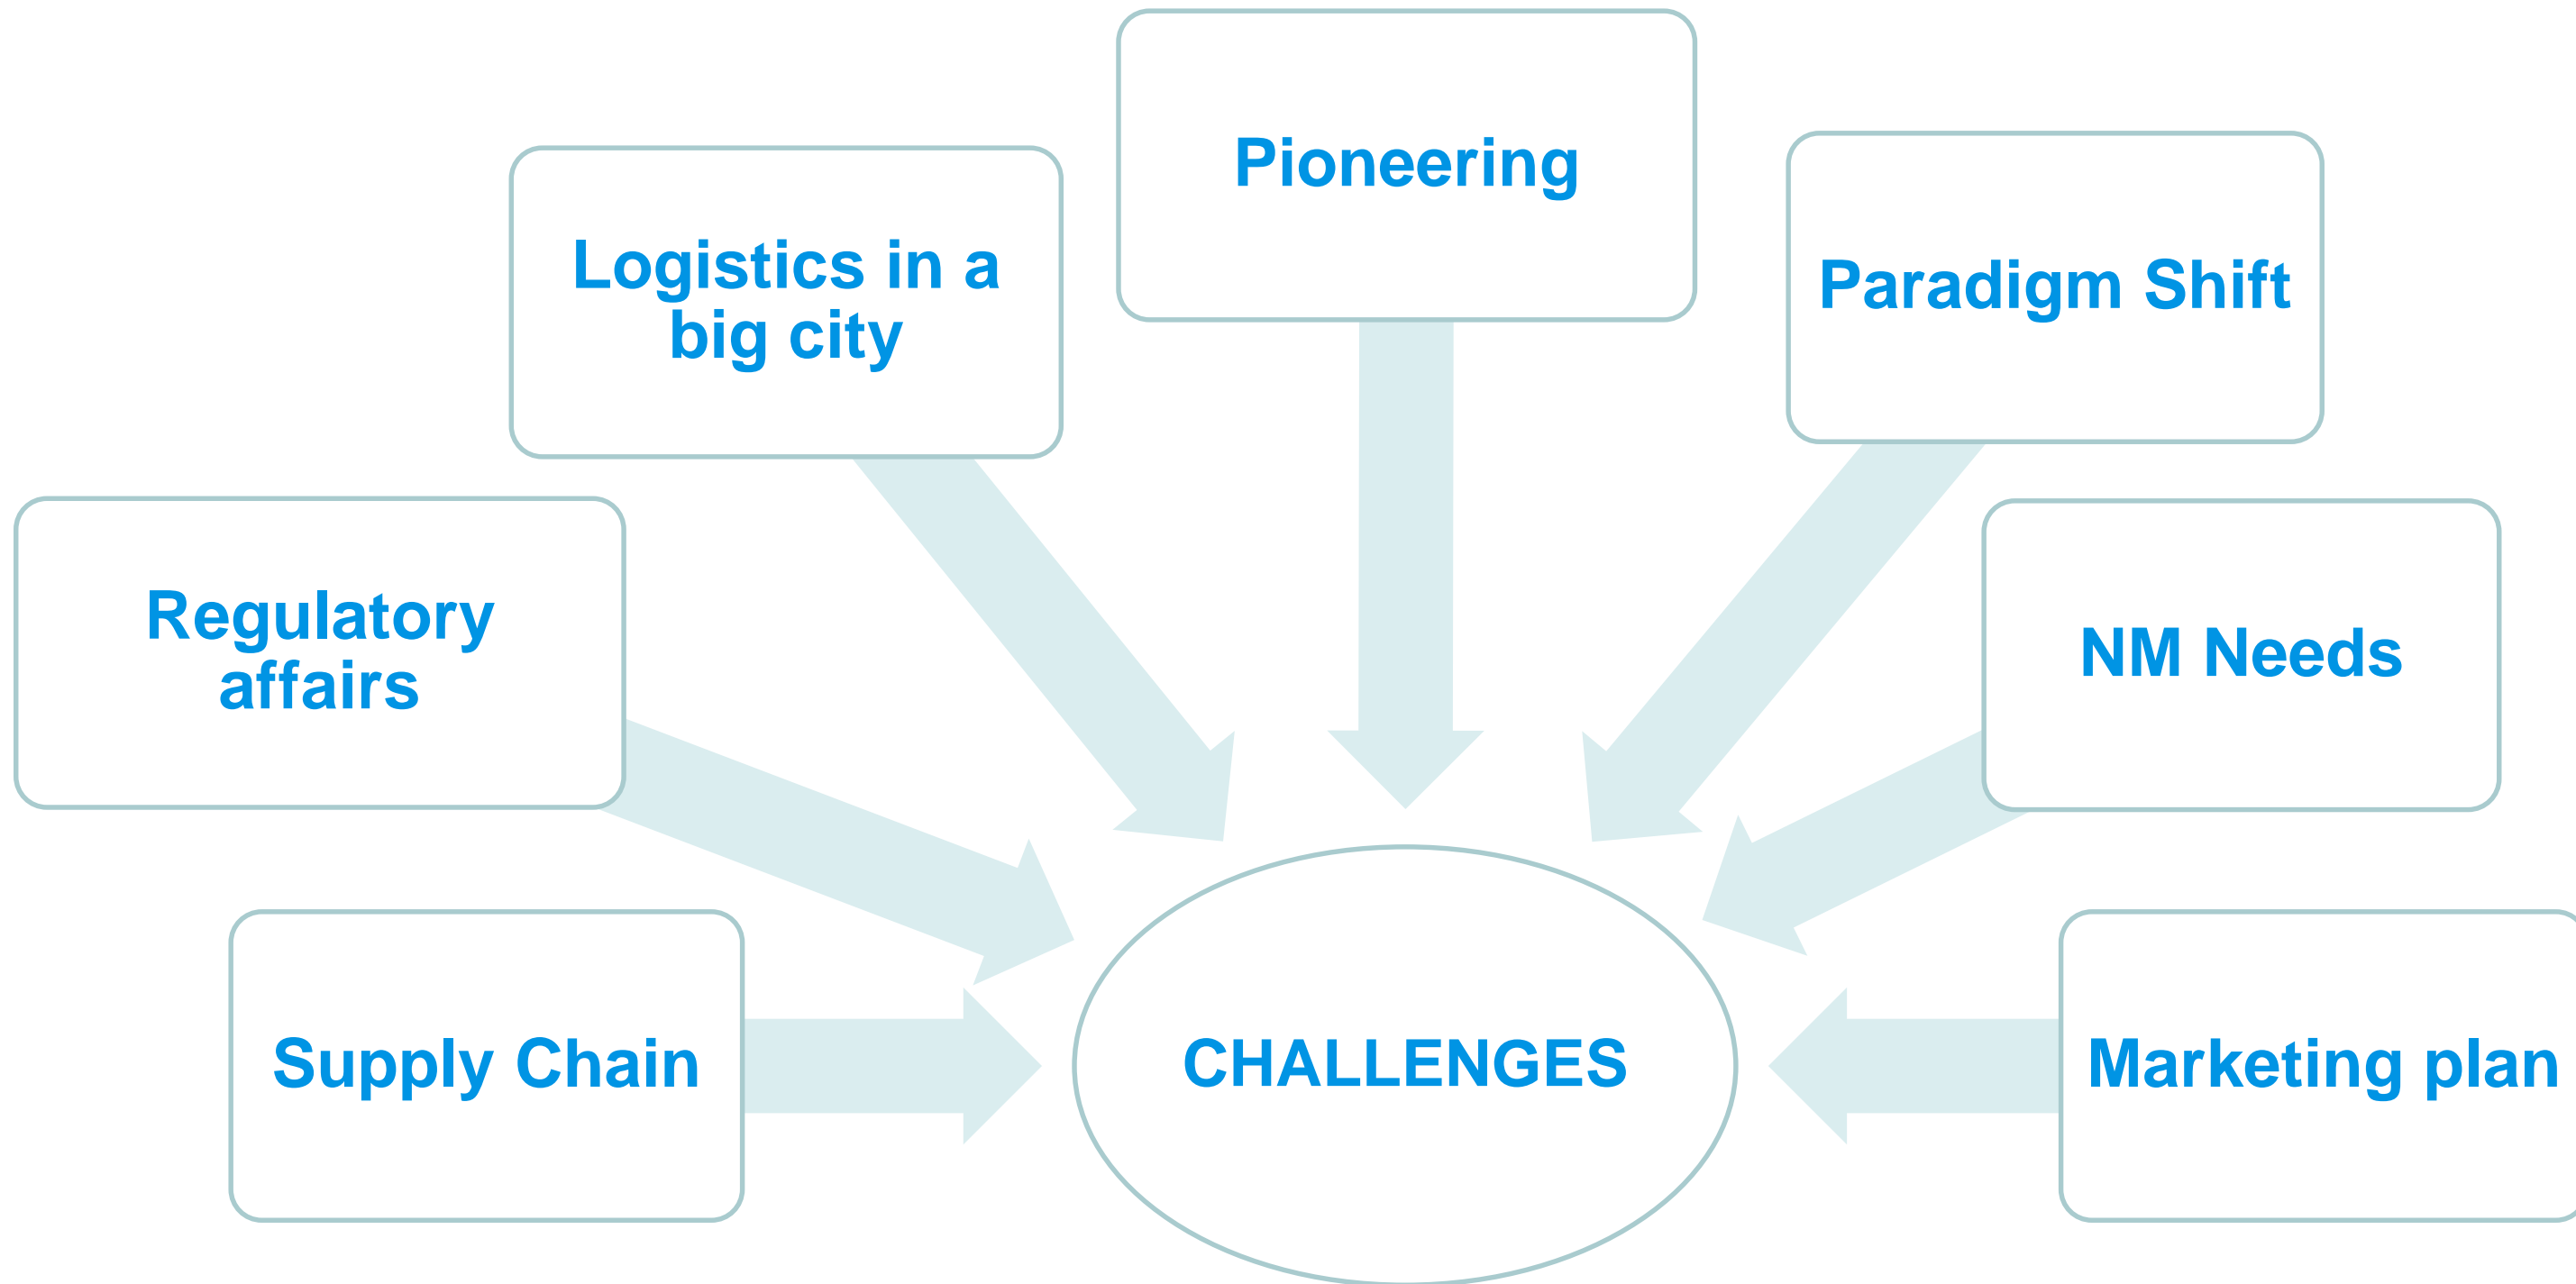 Pioneering
Logistics in a
big city
Paradigm Shift
Regulatory
affairs
NM Needs
Supply Chain
CHALLENGES
Marketing plan